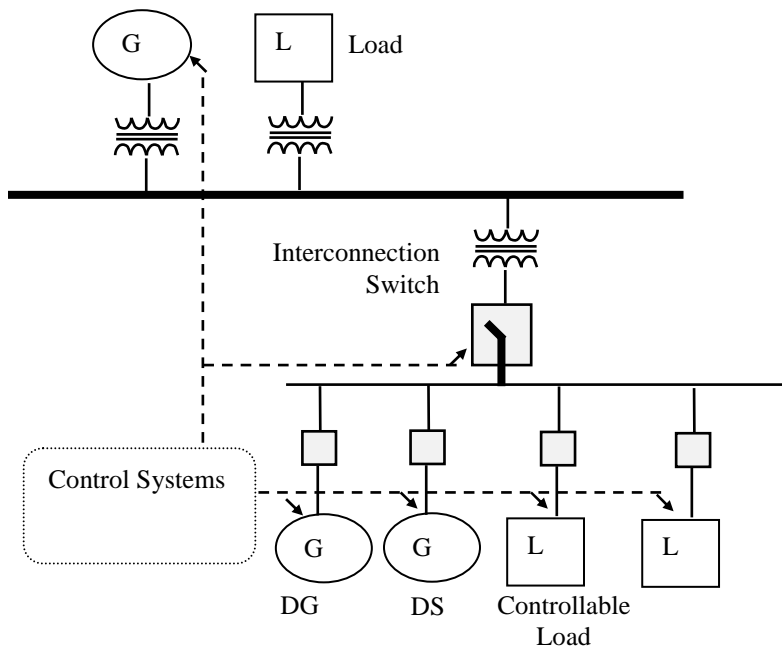 G
L
Load
Interconnection
Switch
Control Systems
G
G
L
L
DG
DS
Controllable
Load